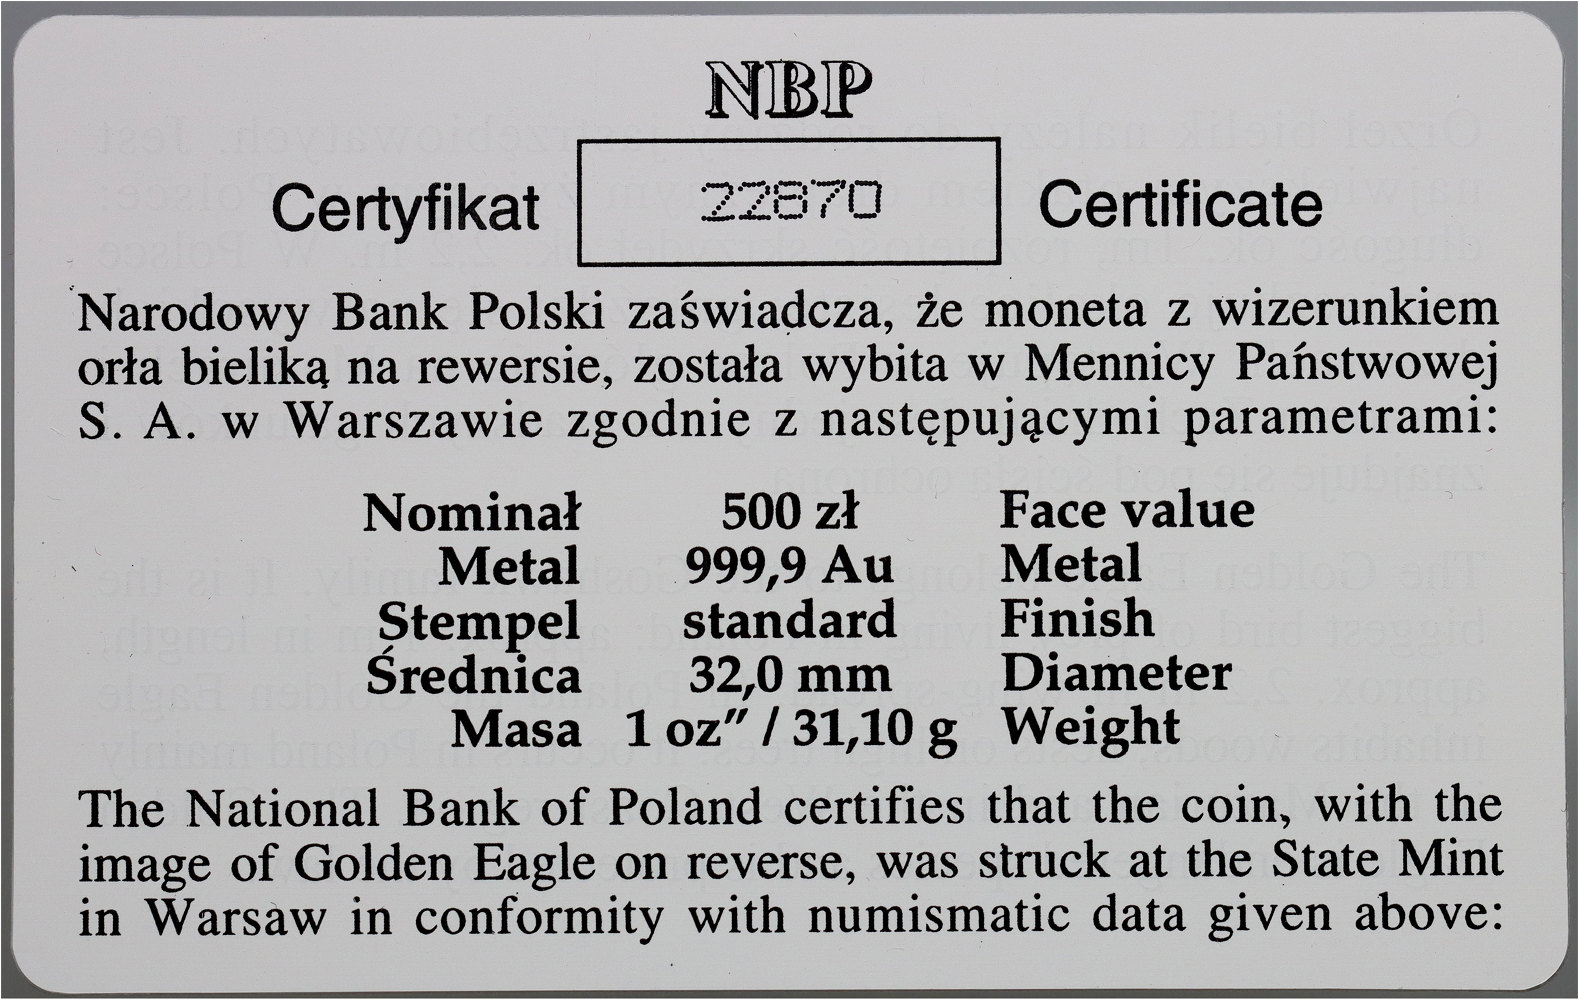 NBP
Certyfikat 22870 Certificate
Narodowy Bank Polski zaświadcza, że moneta z wizerunkiem
orła bieliką na rewersie, została wybita w Mennicy Państwowej
S. A. w Warszawie zgodnie z następującymi parametrami:
Nominał 500 zł Face value
Metal 999,9 Au Metal
Stempel standard Finish
Średnica 32,0 mm Diameter
Masa 1 oz″ / 31,10 g Weight
The National Bank of Poland certifies that the coin, with the
image of Golden Eagle on reverse, was struck at the State Mint
in Warsaw in conformity with numismatic data given above: